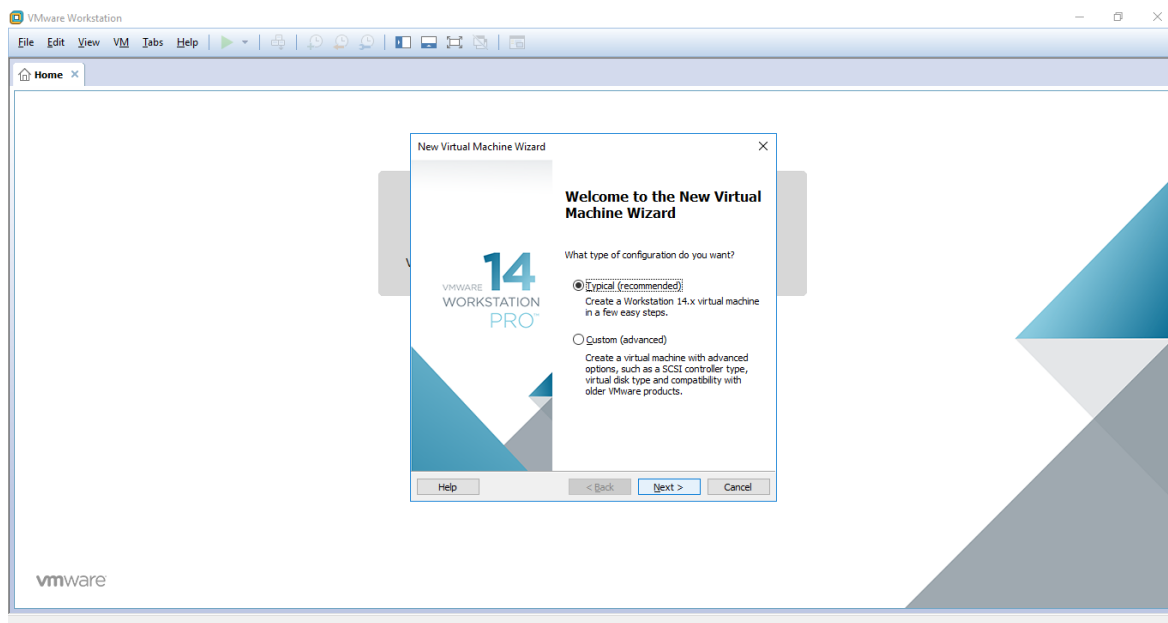 VMware Workstation
File Edit View VM Tabs Help
Home
New Virtual Machine Wizard
Welcome to the New Virtual
Machine Wizard
What type of configuration do you want?
14
VMWARE
WORKSTATION
PRO™
Typical (recommended)
Create a Workstation 14.x virtual machine
in a few easy steps.
Custom (advanced)
Create a virtual machine with advanced
options, such as a SCSI controller type,
virtual disk type and compatibility with
older VMware products.
Help < Back Next > Cancel
vmware